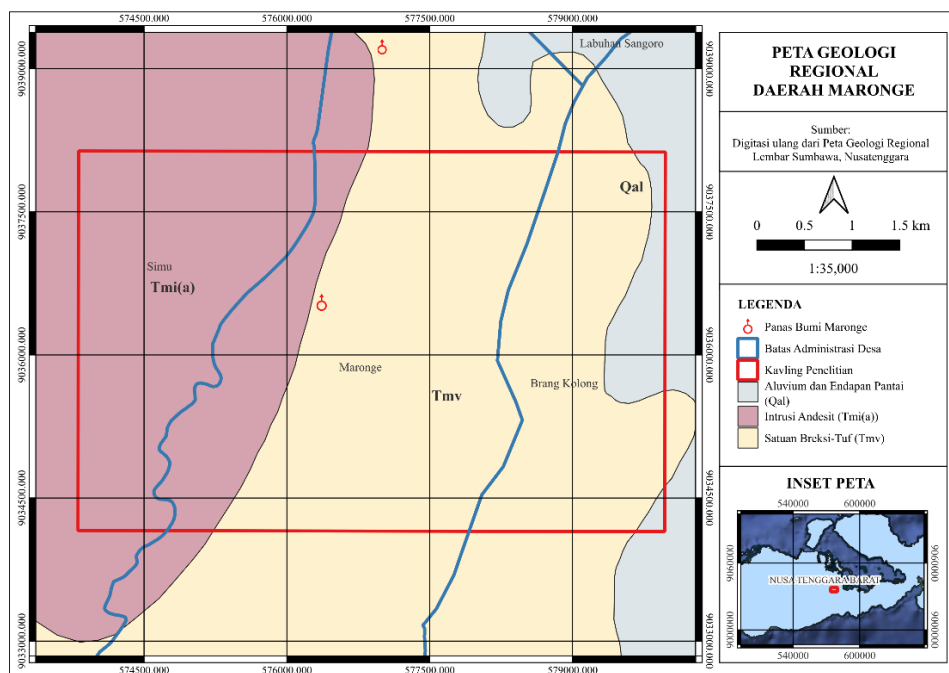 574500.000 576000.000 577500.000 579000.000
9039000.000 9037500.000 9036000.000 9034500.000 9033000.000
Labuhan Sangoro
Qal
Simu
Tmi(a)
Maronge
Brang Kolong
Tmv
9039000.000 9037500.000 9036000.000 9034500.000 9033000.000
574500.000 576000.000 577500.000 579000.000
PETA GEOLOGI
REGIONAL
DAERAH MARONGE
Sumber:
Digitasi ulang dari Peta Geologi Regional
Lembar Sumbawa, Nusatenggara
0 0.5 1 1.5 km
1:35,000
LEGENDA
Panas Bumi Maronge
Batas Administrasi Desa
Kavling Penelitian
Aluvium dan Endapan Pantai
(Qal)
Intrusi Andesit (Tmi(a))
Satuan Breksi-Tuf (Tmv)
INSET PETA
540000 600000
9060000 9000000
NUSA TENGGARA BARAT
9060000 9000000
540000 600000